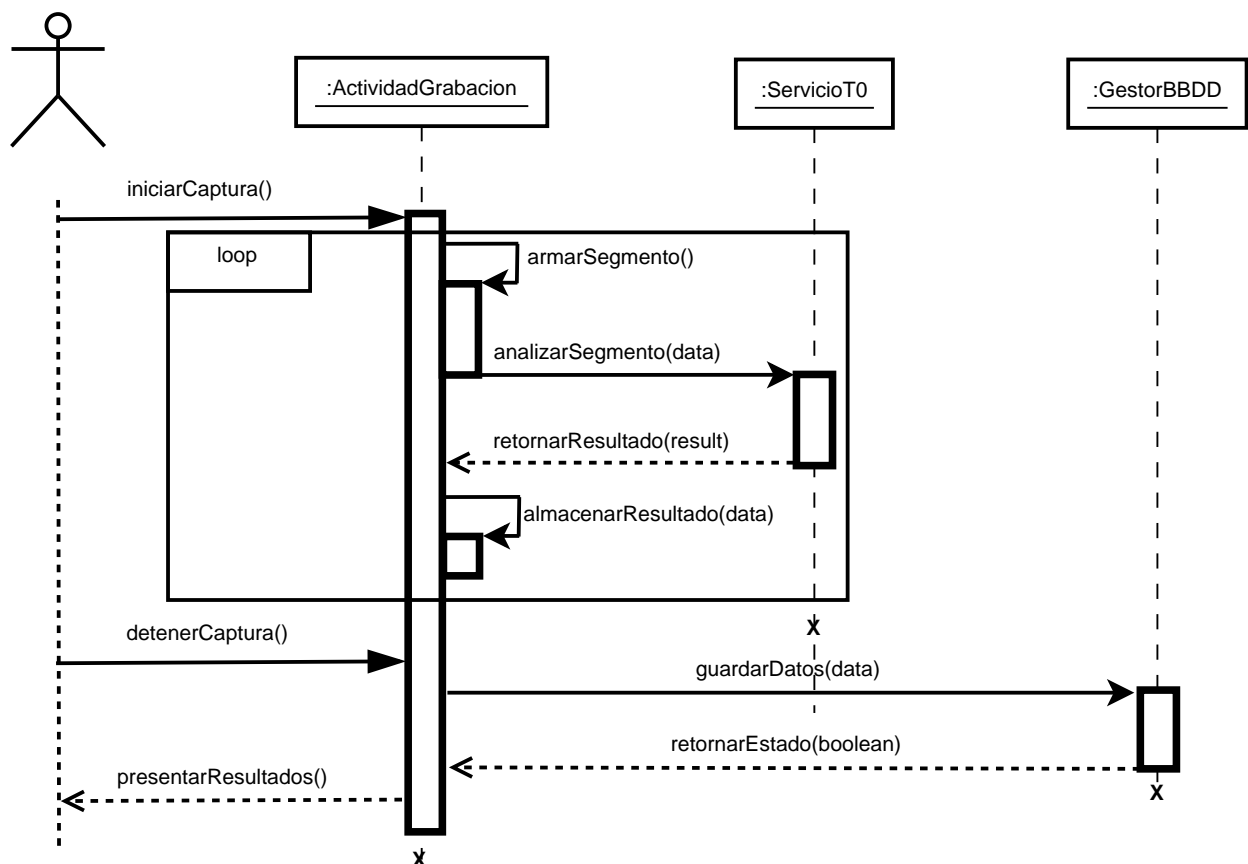 :ActividadGrabacion
:ServicioT0
:GestorBBDD
iniciarCaptura()
loop
armarSegmento()
analizarSegmento(data)
retornarResultado(result)
almacenarResultado(data)
X
detenerCaptura()
guardarDatos(data)
retornarEstado(boolean)
presentarResultados()
X
X